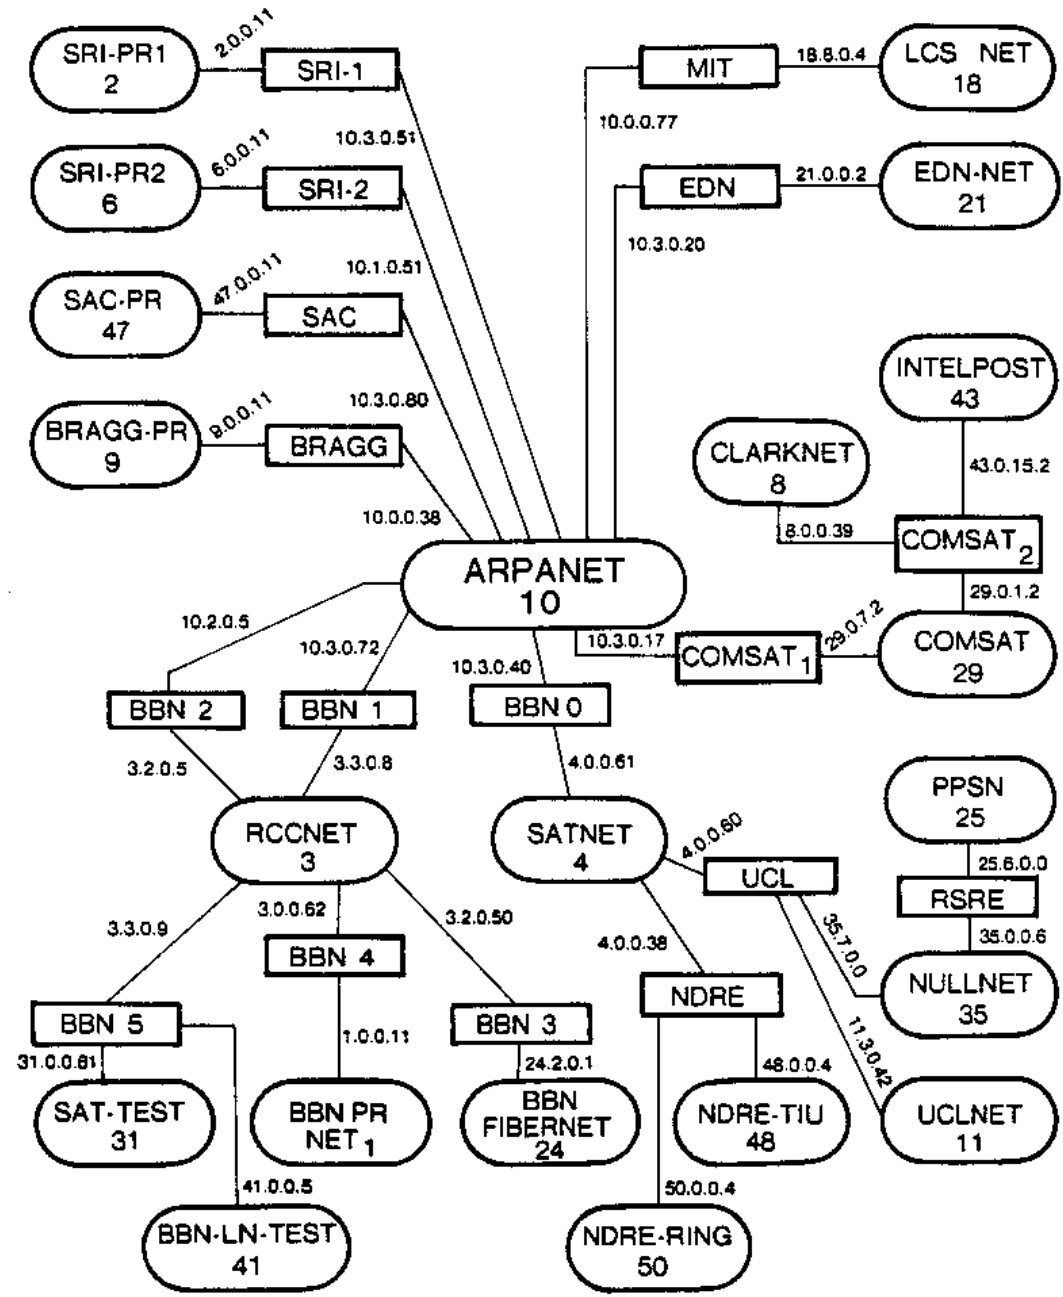 SRI-PR1
2
2.0.0.11
SRI-1
10.3.0.51
MIT
10.0.0.77
18.8.0.4
LCS NET
18
SRI-PR2
6
6.0.0.11
SRI-2
10.1.0.51
EDN
10.3.0.20
21.0.0.2
EDN-NET
21
SAC-PR
47
47.0.0.11
SAC
10.3.0.80
INTELPOST
43
43.0.15.2
BRAGG-PR
9
9.0.0.11
BRAGG
10.0.0.38
CLARKNET
8
8.0.0.39
COMSAT 2
29.0.1.2
ARPANET
10
10.2.0.5
10.3.0.72
10.3.0.40
10.3.0.17
COMSAT 1
29.0.7.2
COMSAT
29
BBN 2
BBN 1
BBN 0
3.2.0.5
3.3.0.8
4.0.0.61
RCCNET
3
SATNET
4
4.0.0.60
UCL
PPSN
25
25.6.0.0
RSRE
35.0.0.6
3.3.0.9
3.0.0.62
3.2.0.50
4.0.0.38
35.7.0.0
11.3.0.42
NULLNET
35
BBN 5
BBN 4
BBN 3
NDRE
31.0.0.61
1.0.0.11
24.2.0.1
48.0.0.4
SAT-TEST
31
BBN PR
NET 1
BBN
FIBERNET
24
NDRE-TIU
48
UCLNET
11
41.0.0.5
50.0.0.4
BBN-LN-TEST
41
NDRE-RING
50